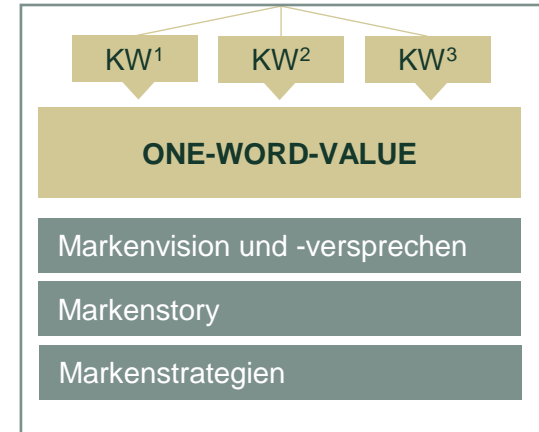 KW¹ KW² KW³
ONE-WORD-VALUE
Markenvision und -versprechen
Markenstory
Markenstrategien